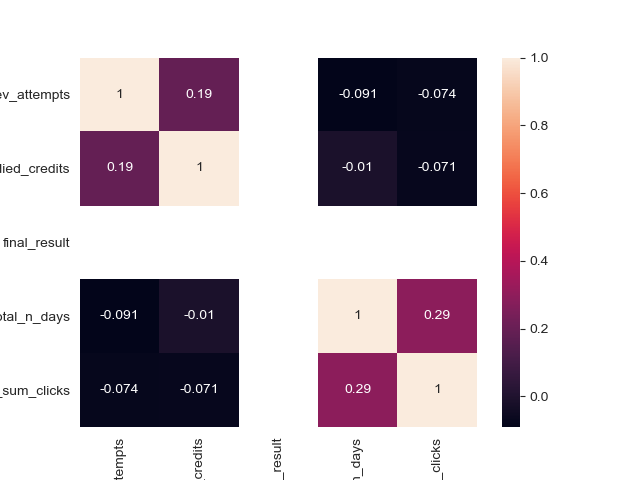 ev_attempts
1
0.19
-0.091
-0.074
1.0
lied_credits
0.19
1
-0.01
-0.071
0.8
final_result
0.6
0.4
otal_n_days
-0.091
-0.01
1
0.29
0.2
_sum_clicks
-0.074
-0.071
0.29
1
0.0
tempts
_credits
_result
n_days
_clicks